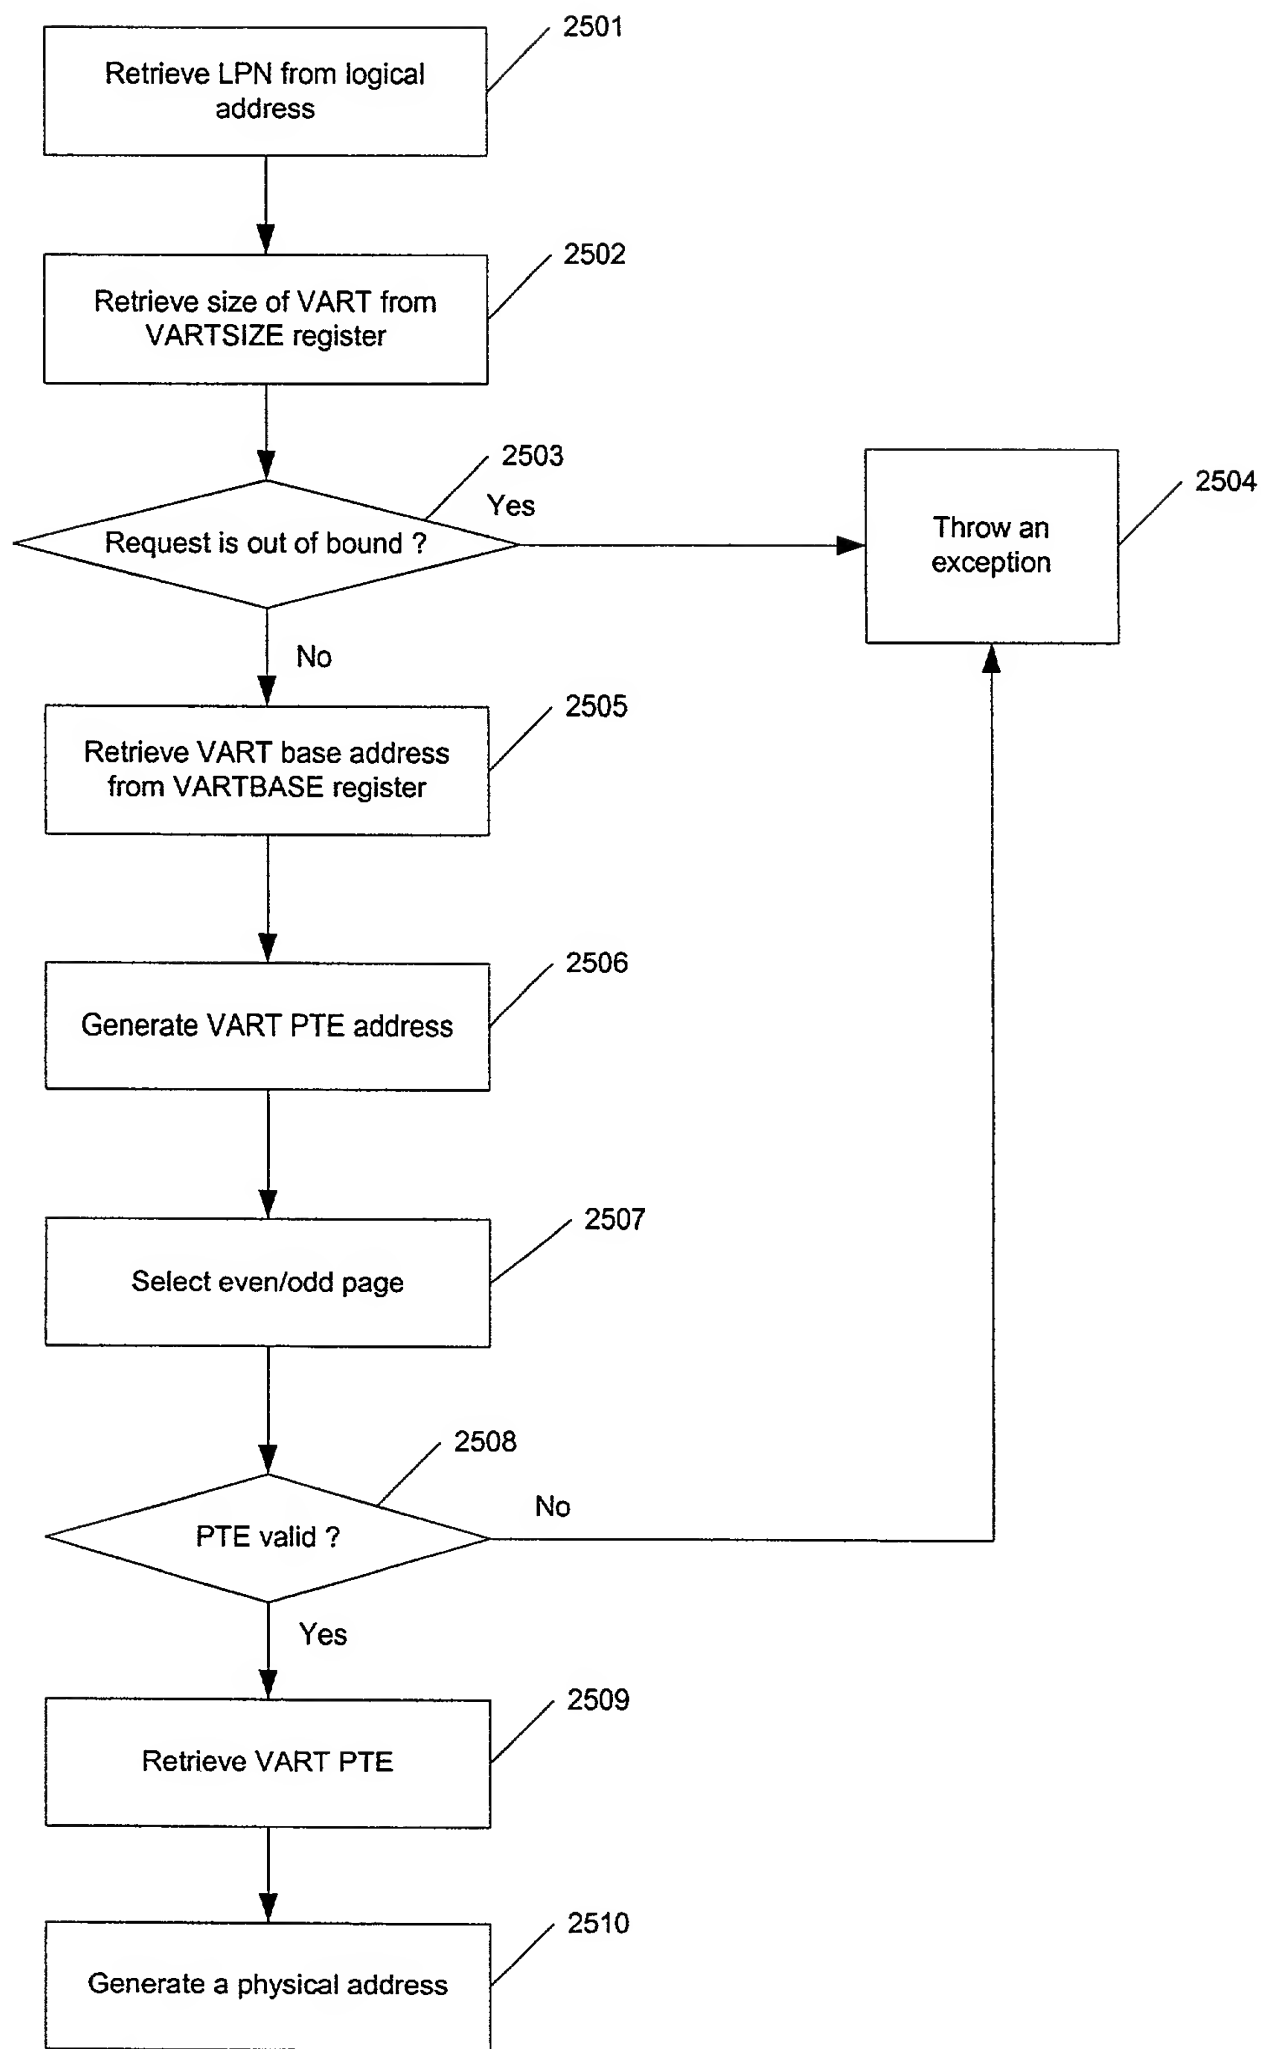 2501
Retrieve LPN from logical
address
2502
Retrieve size of VART from
VARTSIZE register
2503
Yes
Request is out of bound ?
2504
Throw an
exception
No
2505
Retrieve VART base address
from VARTBASE register
2506
Generate VART PTE address
2507
Select even/odd page
2508
No
PTE valid ?
Yes
2509
Retrieve VART PTE
2510
Generate a physical address